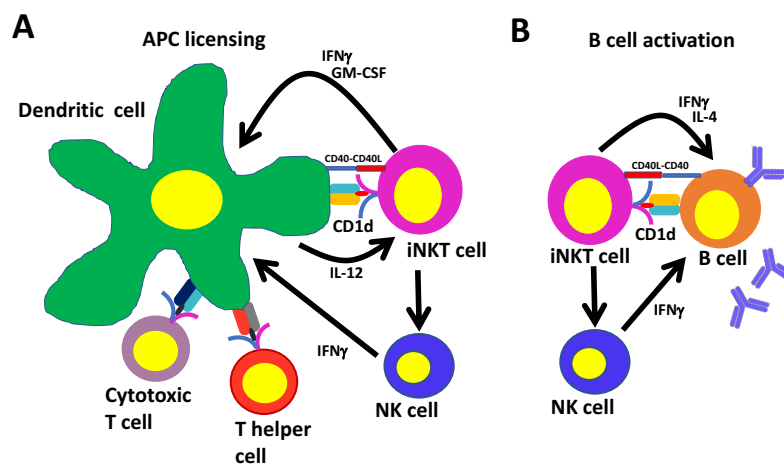 A
APC licensing
IFNγ
GM-CSF
Dendritic cell
CD40-CD40L
CD1d
iNKT cell
IL-12
IFNγ
Cytotoxic
T cell
T helper
cell
NK cell
B
B cell activation
IFNγ
IL-4
CD40L-CD40
CD1d
iNKT cell
B cell
IFNγ
NK cell